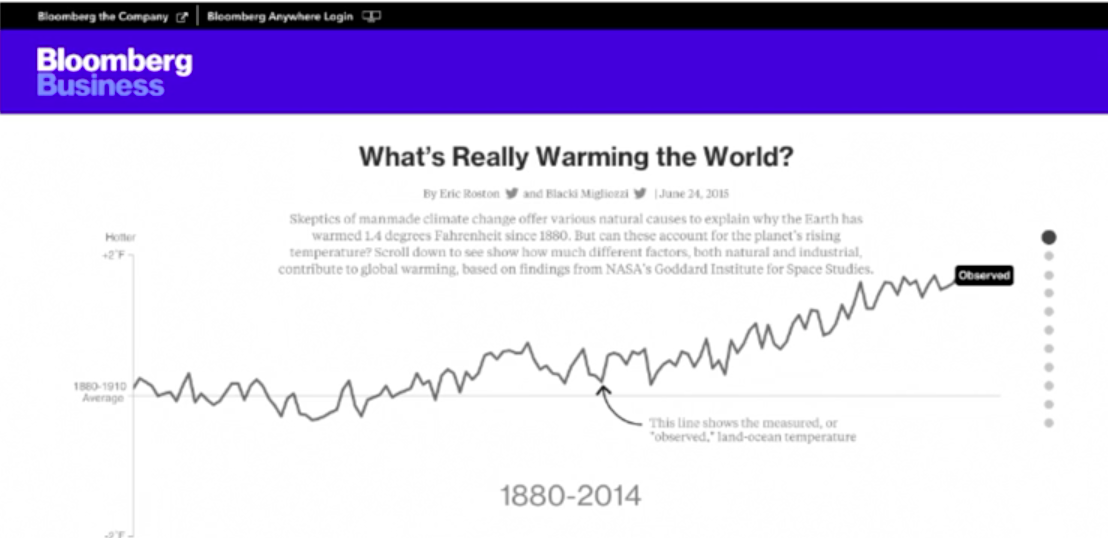 Bloomberg the Company
Bloomberg Anywhere Login
Bloomberg
Business
What's Really Warming the World?
By Eric Roston and Blacki Migliozzi | June 24, 2015
Skeptics of manmade climate change offer various natural causes to explain why the Earth has
warmed 1.4 degrees Fahrenheit since 1880. But can these account for the planet's rising
temperature? Scroll down to see show how much different factors, both natural and industrial,
contribute to global warming, based on findings from NASA's Goddard Institute for Space Studies.
Hotter
+2°F
Observed
1880-1910
Average
This line shows the measured, or
"observed," land-ocean temperature
1880-2014
-2°F